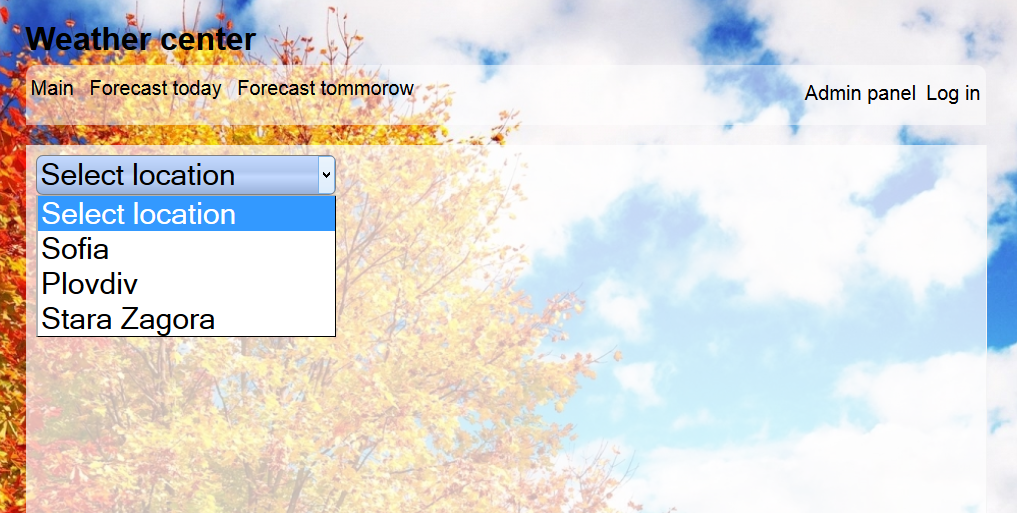 Weather center
Main Forecast today Forecast tommorow Admin panel Log in
Select location
Select location
Sofia
Plovdiv
Stara Zagora